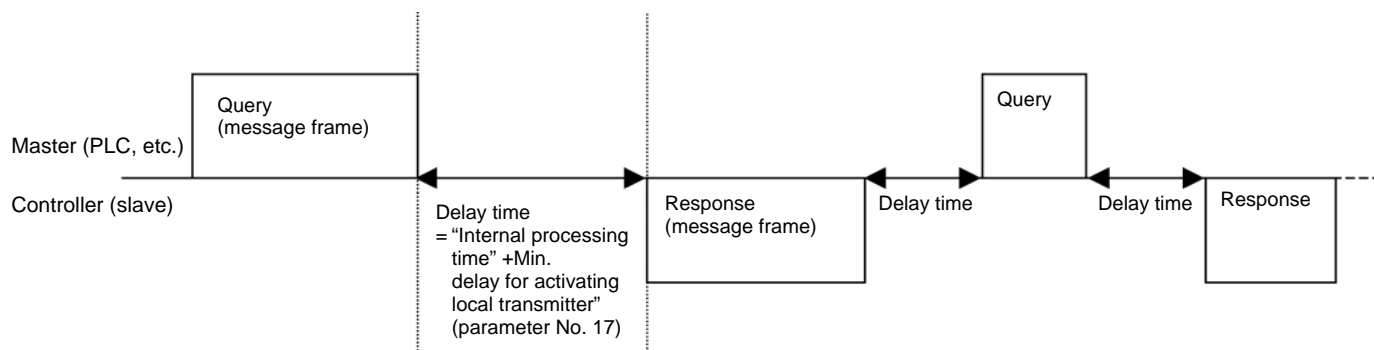 Query
(message frame)
Query
Master (PLC, etc.)
Controller (slave)
Delay time
= “Internal processing
time” +Min.
delay for activating
local transmitter”
(parameter No. 17)
Response
(message frame)
Delay time
Delay time
Response